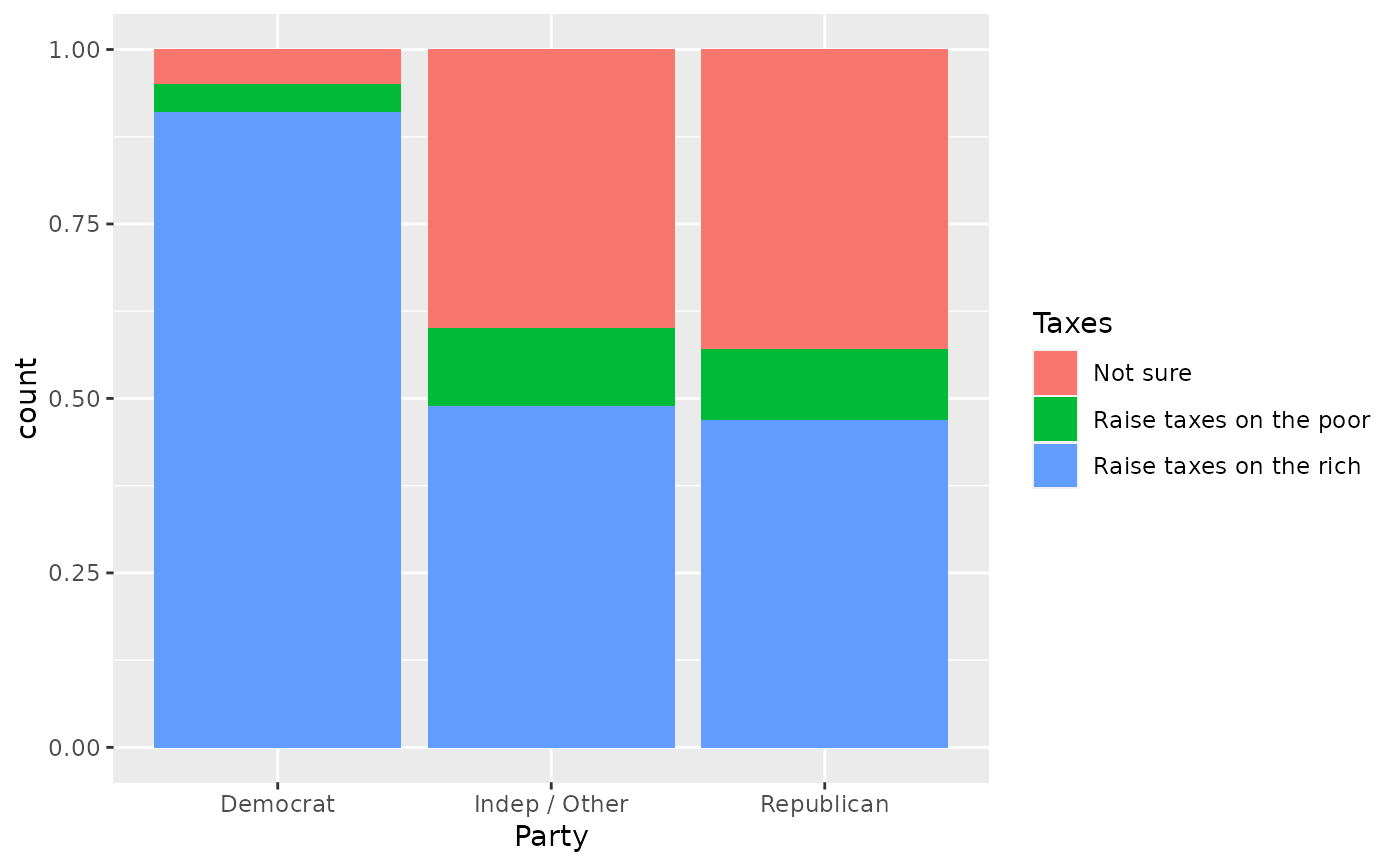 1.00
0.75
0.50
0.25
0.00
count
Democrat
Indep / Other
Republican
Party
Taxes
Not sure
Raise taxes on the poor
Raise taxes on the rich